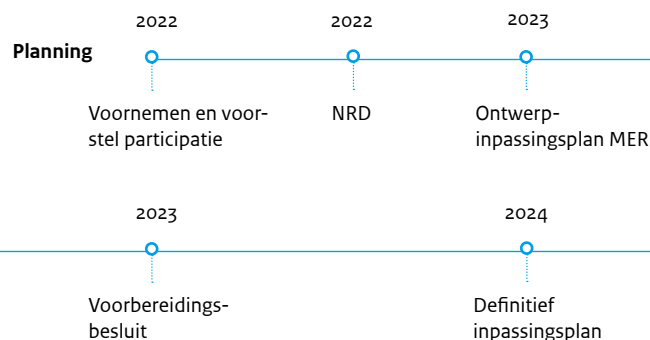 2022
2022
2023
Planning
Voornemen en voor-
stel participatie
NRD
Ontwerp-
inpassingsplan MER
2023
2024
Voorbereidings-
besluit
Definitief
inpassingsplan